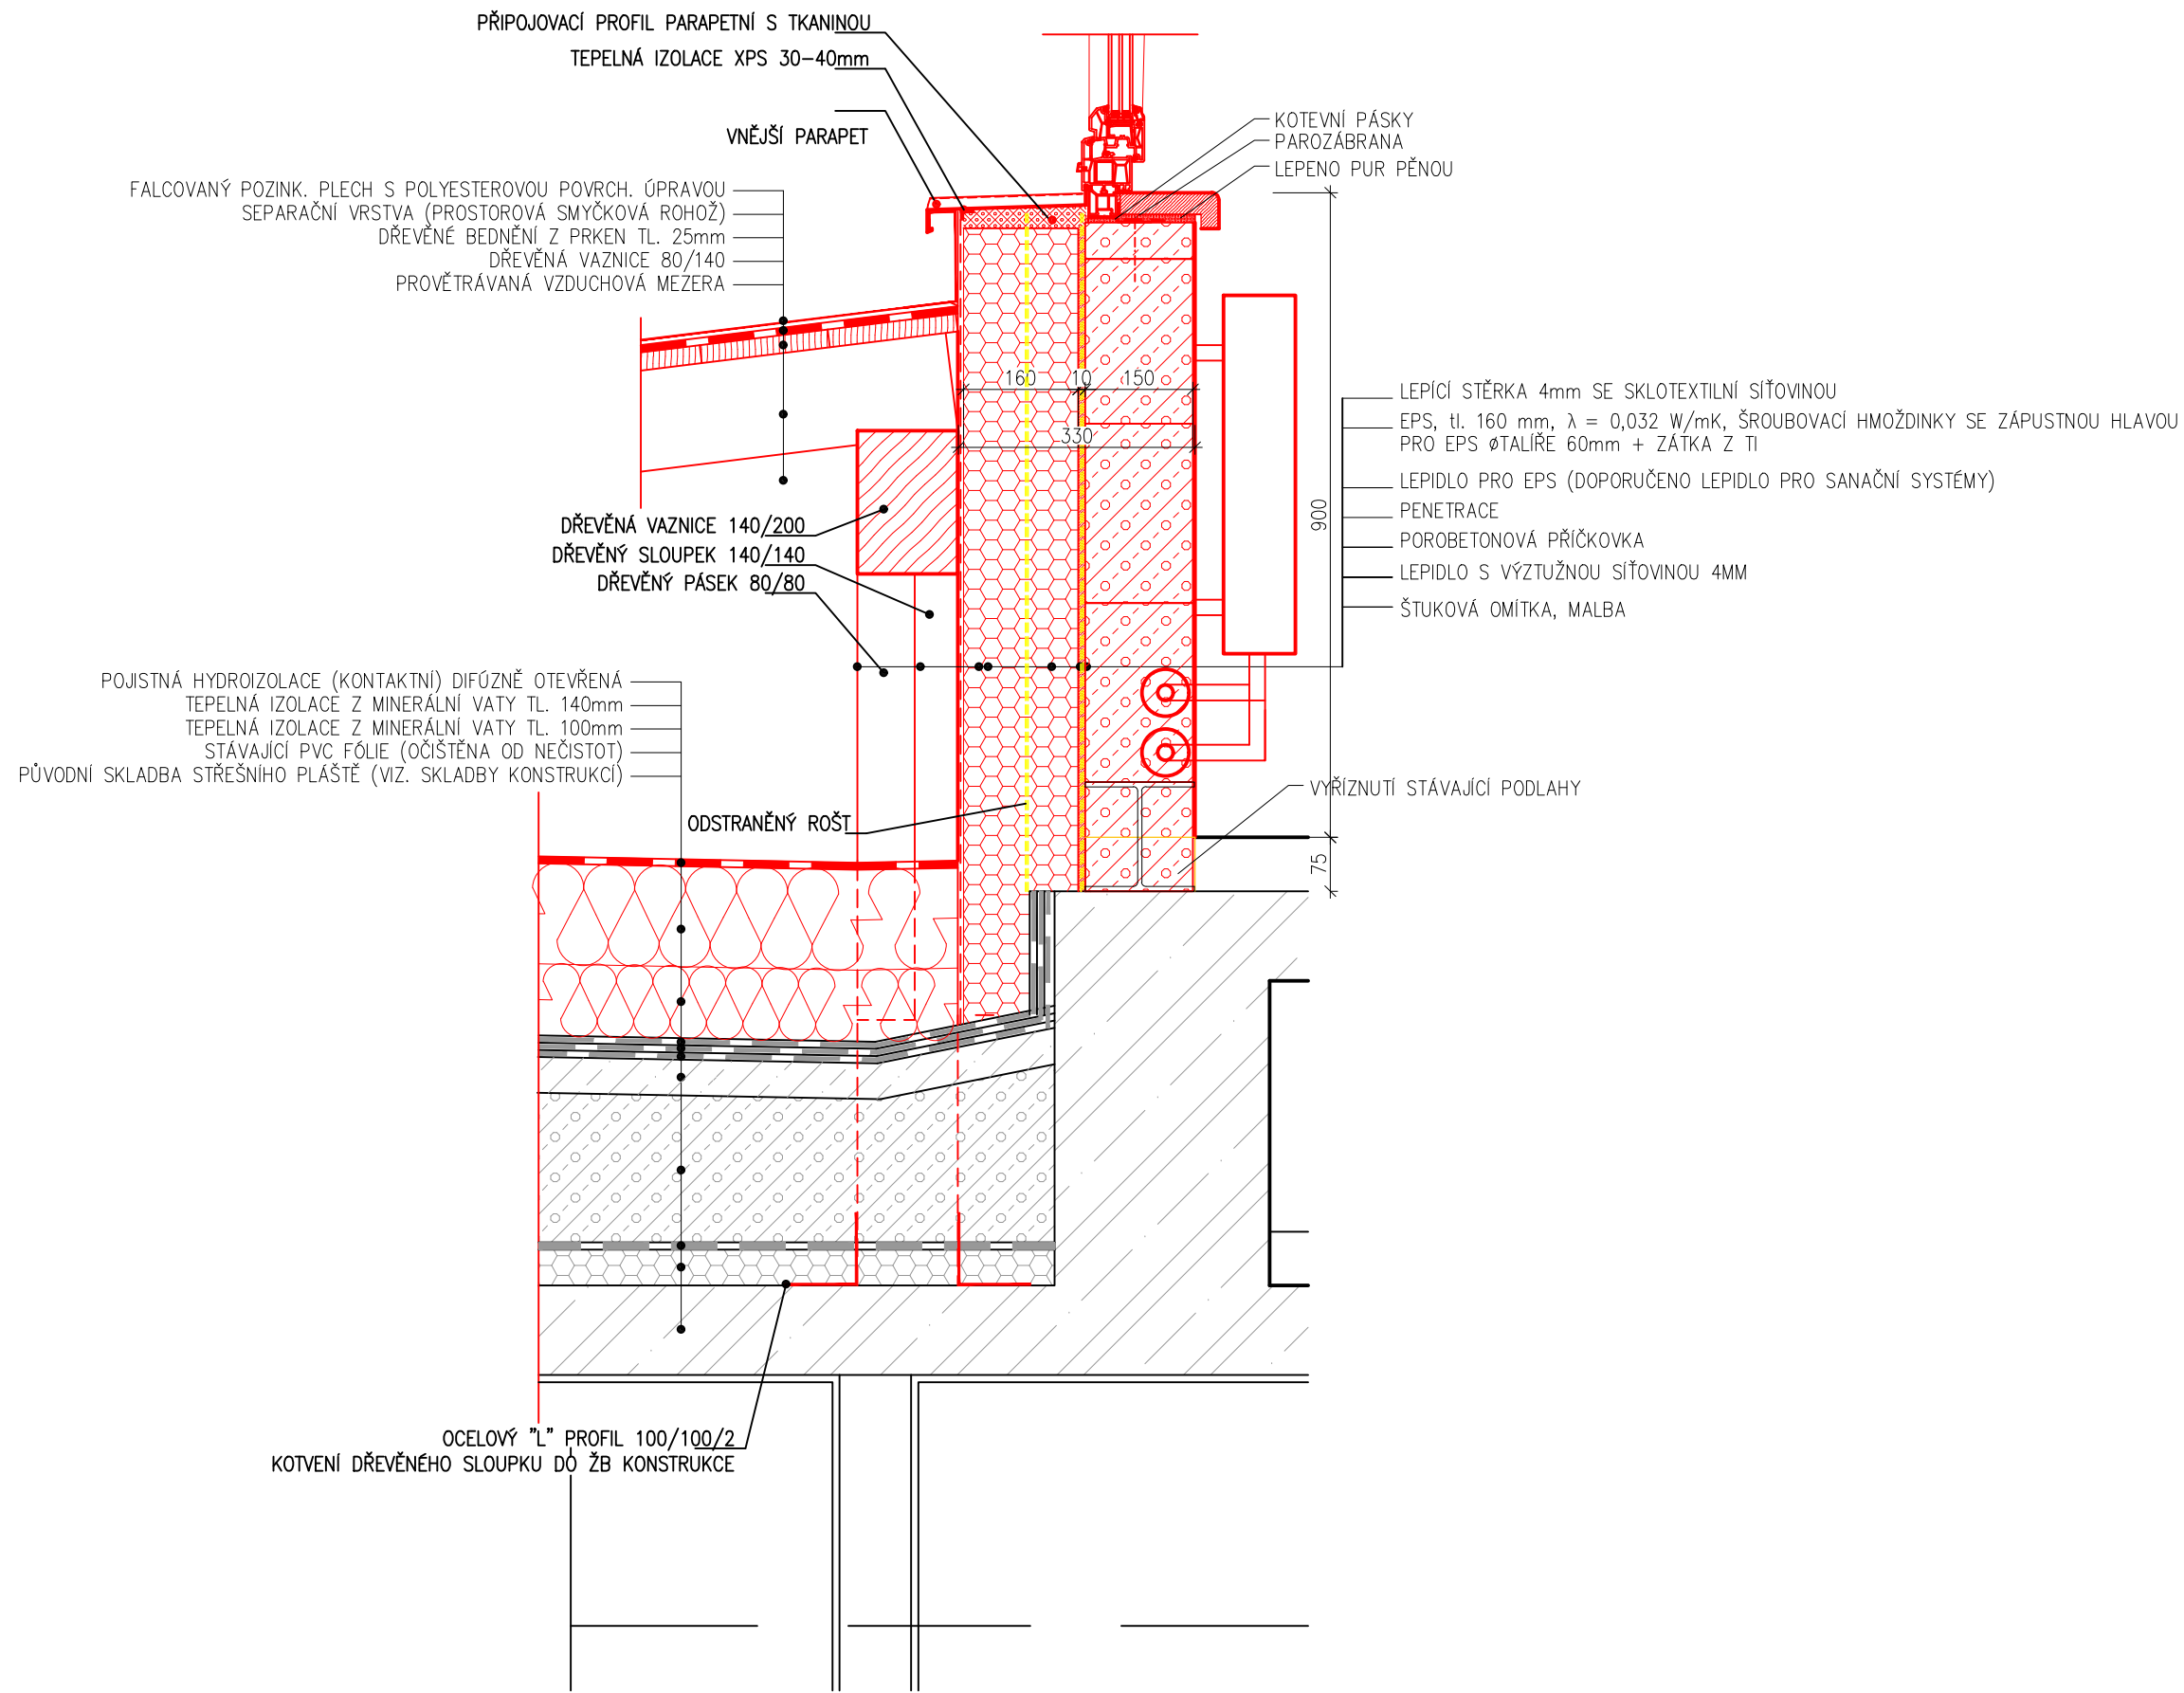 PŘIPOJOVACÍ PROFIL PARAPETNÍ S TKANINOU
TEPELNÁ IZOLACE XPS 30-40mm
VNĚJŠÍ PARAPET
KOTEVNÍ PÁSKY
PAROZÁBRANA
LEPENO PUR PĚNOU
FALCOVANÝ POZINK. PLECH S POLYESTEROVOU POVRCH. ÚPRAVOU
SEPARAČNÍ VRSTVA (PROSTOROVÁ SMYČKOVÁ ROHOŽ)
DŘEVĚNÉ BEDNĚNÍ Z PRKEN TL. 25mm
DŘEVĚNÁ VAZNICE 80/140
PROVĚTRÁVANÁ VZDUCHOVÁ MEZERA
160 10 150
330
900
75
LEPÍCÍ STĚRKA 4mm SE SKLOTEXTILNÍ SÍŤOVINOU
EPS, tl. 160 mm, λ = 0,032 W/mK, ŠROUBOVACÍ HMOŽDINKY SE ZÁPUSTNOU HLAVOU
PRO EPS øTALÍŘE 60mm + ZÁTKA Z TI
LEPIDLO PRO EPS (DOPORUČENO LEPIDLO PRO SANAČNÍ SYSTÉMY)
PENETRACE
POROBETONOVÁ PŘÍČKOVKA
LEPIDLO S VÝZTUŽNOU SÍŤOVINOU 4MM
ŠTUKOVÁ OMÍTKA, MALBA
DŘEVĚNÁ VAZNICE 140/200
DŘEVĚNÝ SLOUPEK 140/140
DŘEVĚNÝ PÁSEK 80/80
POJISTNÁ HYDROIZOLACE (KONTAKTNÍ) DIFÚZNĚ OTEVŘENÁ
TEPELNÁ IZOLACE Z MINERÁLNÍ VATY TL. 140mm
TEPELNÁ IZOLACE Z MINERÁLNÍ VATY TL. 100mm
STÁVAJÍCÍ PVC FÓLIE (OČIŠTĚNA OD NEČISTOT)
PŮVODNÍ SKLADBA STŘEŠNÍHO PLÁŠTĚ (VIZ. SKLADBY KONSTRUKCÍ)
VYŘÍZNUTÍ STÁVAJÍCÍ PODLAHY
ODSTRANĚNÝ ROŠT
OCELOVÝ "L" PROFIL 100/100/2
KOTVENÍ DŘEVĚNÉHO SLOUPKU DO ŽB KONSTRUKCE